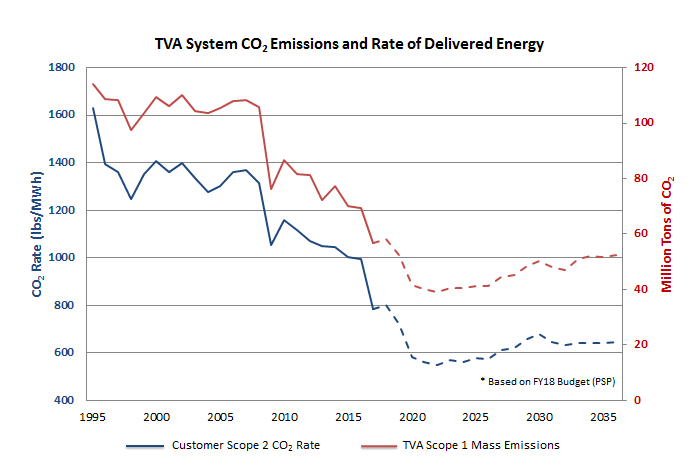 TVA System CO₂ Emissions and Rate of Delivered Energy
1800
1600
1400
1200
1000
800
600
400
CO₂ Rate (lbs/MWh)
120
100
80
60
40
20
0
Million Tons of CO₂
* Based on FY18 Budget (PSP)
1995 2000 2005 2010 2015 2020 2025 2030 2035
Customer Scope 2 CO₂ Rate
TVA Scope 1 Mass Emissions